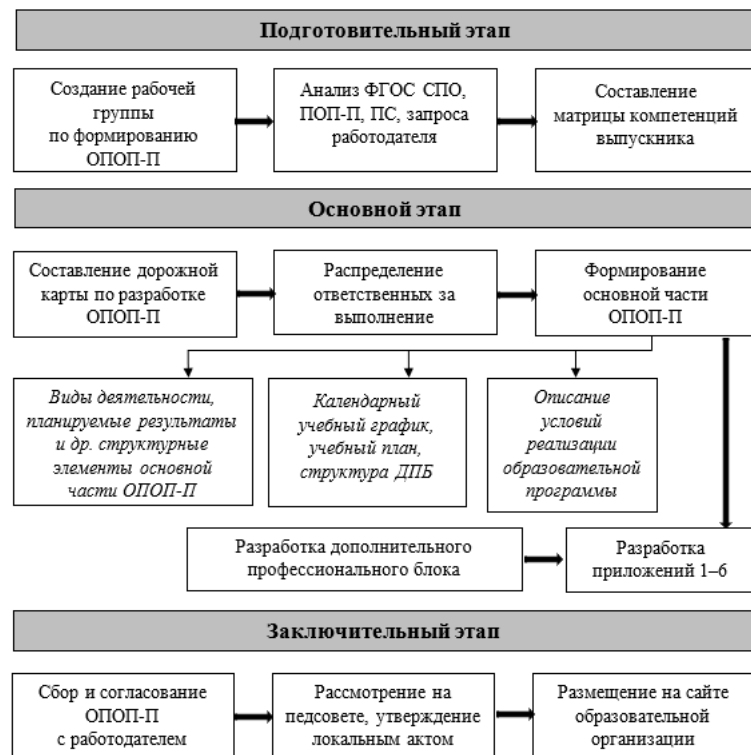 Подготовительный этап
Создание рабочей
группы
по формированию
ОПОП-П
Анализ ФГОС СПО,
ПОП-П, ПС, запроса
работодателя
Составление
матрицы компетенций
выпускника
Основной этап
Составление дорожной
карты по разработке
ОПОП-П
Распределение
ответственных за
выполнение
Формирование
основной части
ОПОП-П
Виды деятельности,
планируемые результаты
и др. структурные
элементы основной
части ОПОП-П
Календарный
учебный график,
учебный план,
структура ДПБ
Описание
условий
реализации
образовательной
программы
Разработка дополнительного
профессионального блока
Разработка
приложений 1–6
Заключительный этап
Сбор и согласование
ОПОП-П
с работодателем
Рассмотрение на
педсовете, утверждение
локальным актом
Размещение на сайте
образовательной
организации